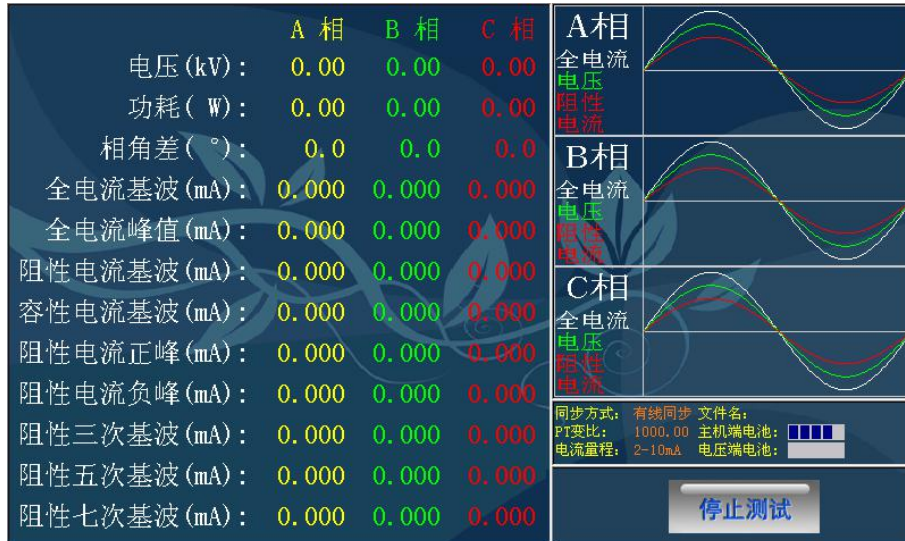 A 相 B 相 C 相
电压(kV): 0.00 0.00 0.00
功耗( W): 0.00 0.00 0.00
相角差( °): 0.0 0.0 0.0
全电流基波(mA): 0.000 0.000 0.000
全电流峰值(mA): 0.000 0.000 0.000
阻性电流基波(mA): 0.000 0.000 0.000
容性电流基波(mA): 0.000 0.000 0.000
阻性电流正峰(mA): 0.000 0.000 0.000
阻性电流负峰(mA): 0.000 0.000 0.000
阻性三次基波(mA): 0.000 0.000 0.000
阻性五次基波(mA): 0.000 0.000 0.000
阻性七次基波(mA): 0.000 0.000 0.000
A相
全电流
电压
阻性
电流
B相
全电流
电压
阻性
电流
C相
全电流
电压
阻性
电流
同步方式: 有线同步 文件名:
PT变比: 1000.00 主机端电池:
电流量程: 2-10mA 电压端电池:
停止测试